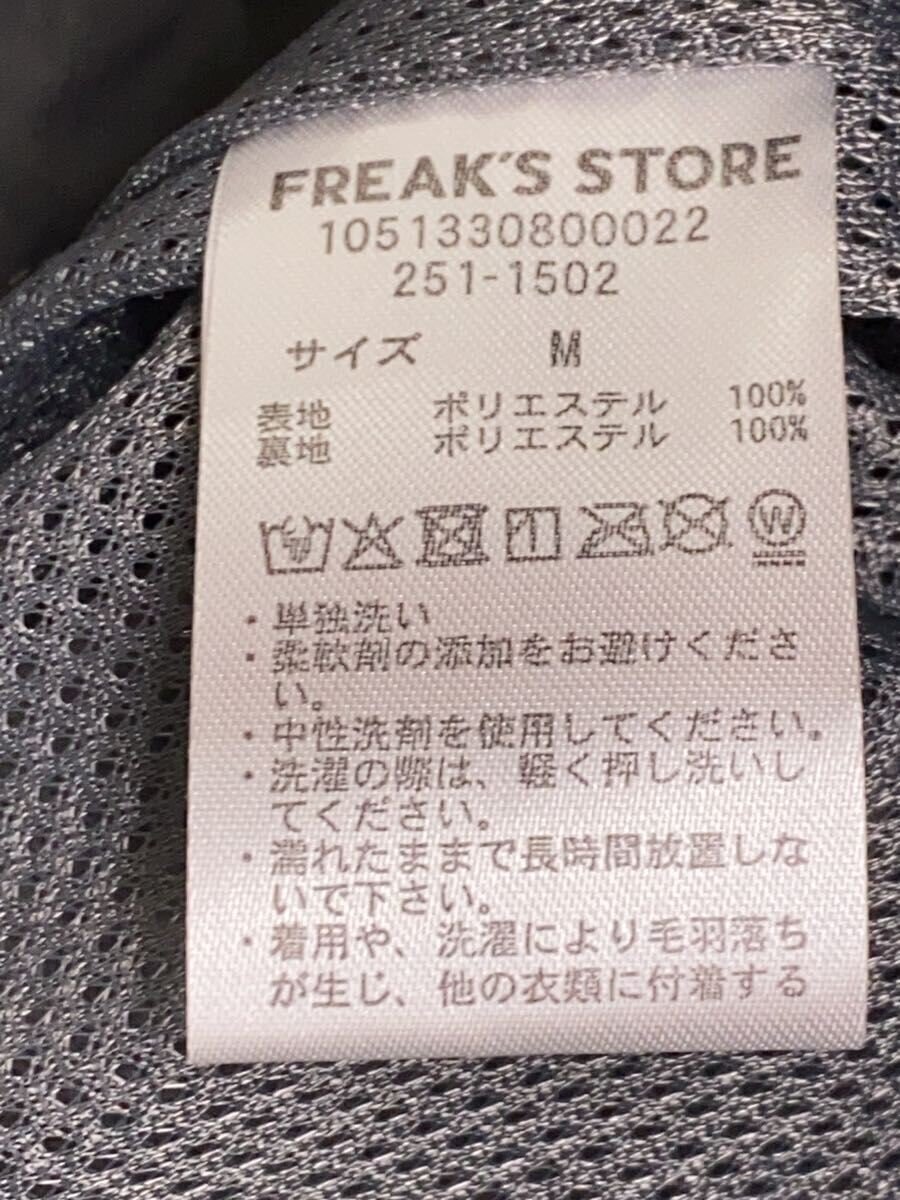 FREAK'S STORE
1051330800022
251-1502
サイズ M
表地 ポリエステル 100%
裏地 ポリエステル 100%
W
・単独洗い
・柔軟剤の添加をお避けくださ
い。
・中性洗剤を使用してください。
・洗濯の際は、軽く押し洗いし
てください。
・濡れたままで長時間放置しな
いで下さい。
・着用や、洗濯により毛羽落ち
が生じ、他の衣類に付着する